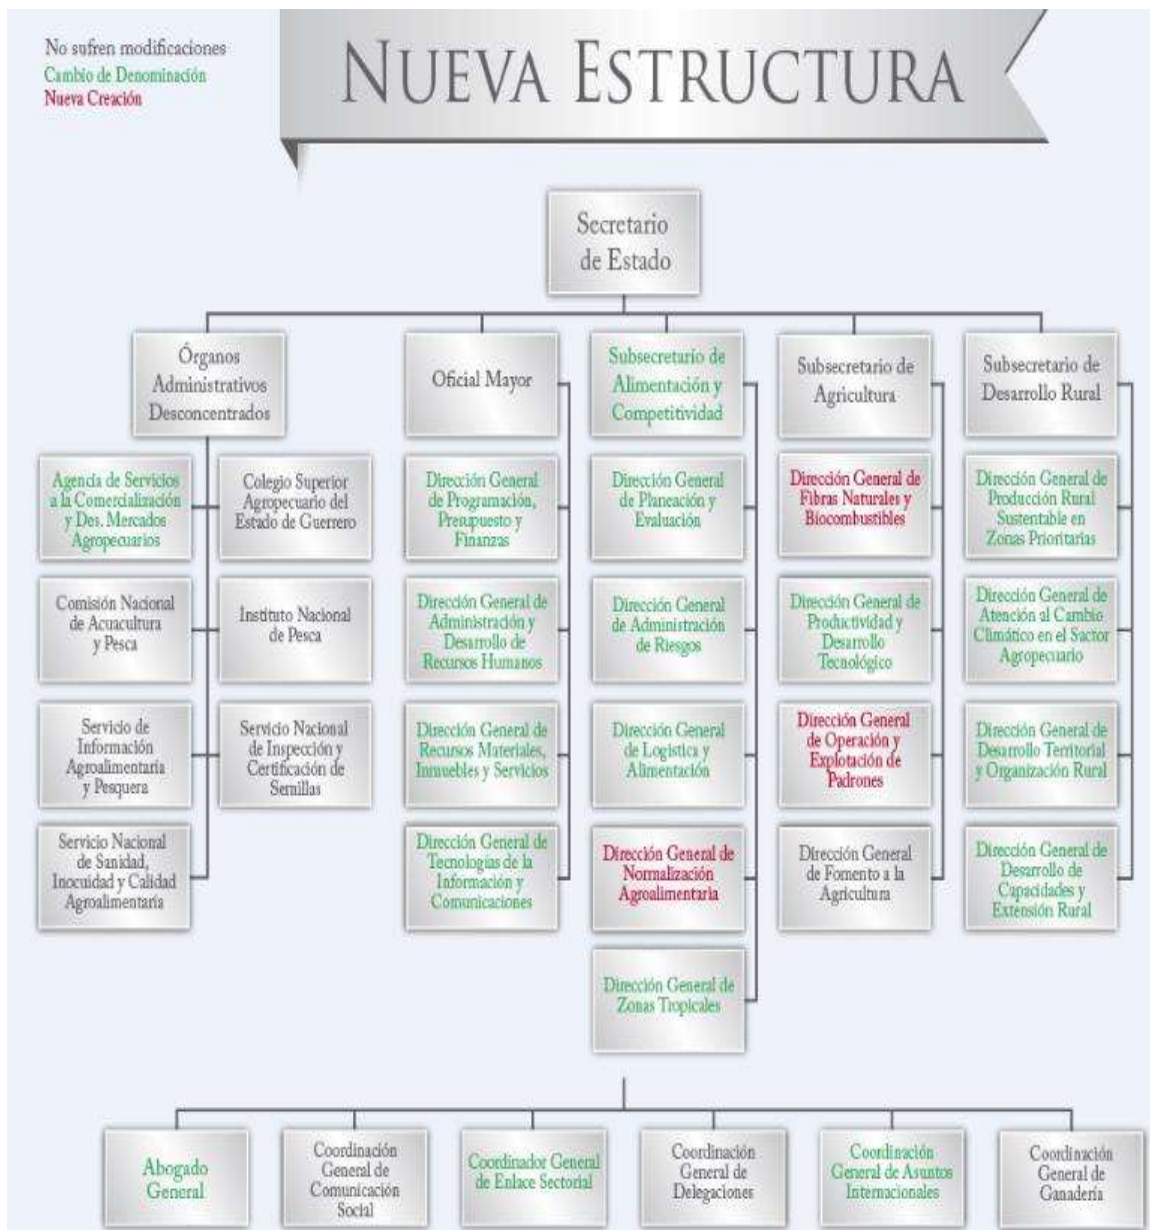 No sufren modificaciones
Cambio de Denominación
Nueva Creación
NUEVA ESTRUCTURA
Secretario
de Estado
Órganos
Administrativos
Desconcentrados
Oficial Mayor
Subsecretario de
Alimentación y
Competitividad
Subsecretario de
Agricultura
Subsecretario de
Desarrollo Rural
Agencia de Servicios
a la Comercialización
y Des. Mercados
Agropecuarios
Colegio Superior
Agropecuario del
Estado de Guerrero
Dirección General
de Programación,
Presupuesto y
Finanzas
Dirección General
de Planeación y
Evaluación
Dirección General de
Fibras Naturales y
Biocombustibles
Dirección General de
Producción Rural
Sustentable en
Zonas Prioritarías
Comisión Nacional
de Acuacultura
y Pesca
Instituto Nacional
de Pesca
Dirección General de
Administración y
Desarrollo de
Recursos Humanos
Dirección General
de Administración
de Riesgos
Dirección General de
Productividad y
Desarrollo
Tecnológico
Dirección General de
Atención al Cambio
Climático en el Sactor
Agropecuario
Servicio de
Información
Agroalimentaria
y Pesquera
Servicio Nacional
de Inspección y
Certificación de
Semillas
Dirección General de
Recursos Materiales,
Inmuebles y Servicios
Dirección General
de Logística y
Alimentación
Dirección General
de Operación y
Explotación de
Padrones
Dirección General de
Desarrollo Territorial
y Organización Rural
Servicio Nacional
de Sanidad,
Inocuidad y Calidad
Agroalimentaría
Dirección General de
Tecnologías de la
Información y
Comunicaciones
Dirección General de
Normalización
Agroalimentaria
Dirección General
de Fomento a la
Agricultura
Dirección General de
Desarrollo de
Capacidades y
Extensión Rural
Dirección General de
Zonas Tropicales
Abogado
General
Coordinación
General de
Comunicación
Social
Coordinador General
de Enlace Sectorial
Coordinación
General de
Delegaciones
Coordinación
General de Asuntos
Internacionales
Coordinación
General de
Ganadería